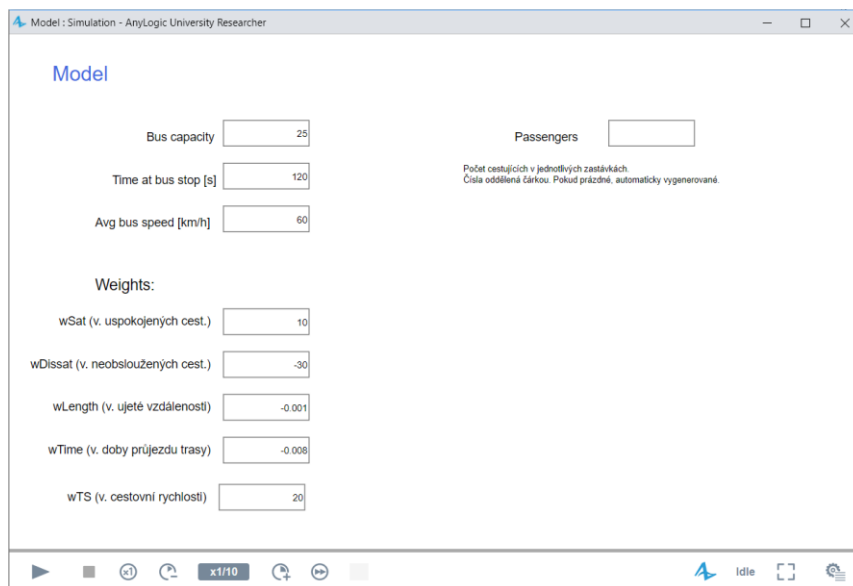 Model : Simulation - AnyLogic University Researcher
Model
Bus capacity 25
Time at bus stop [s] 120
Avg bus speed [km/h] 60
Passengers
Počet cestujících v jednotlivých zastávkách.
Čísla oddělená čárkou. Pokud prázdné, automaticky vygenerované.
Weights:
wSat (v. uspokojených cest.) 10
wDissat (v. neobsloužených cest.) -30
wLength (v. ujeté vzdálenosti) -0.001
wTime (v. doby průjezdu trasy) -0.008
wTS (v. cestovní rychlosti) 20
x1 x1/10 Idle